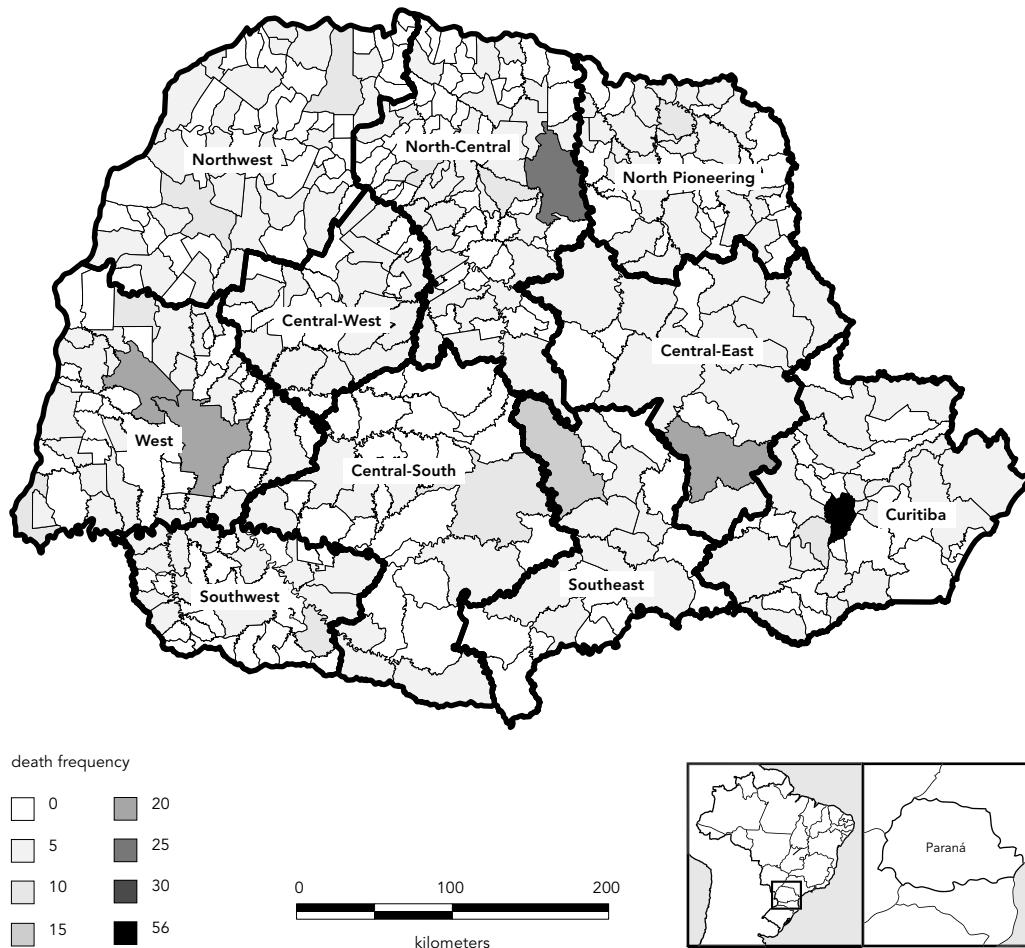 Northwest
North-Central
North Pioneering
Central-West
Central-East
West
Central-South
Curitiba
Southwest
Southeast
death frequency
0 20
5 25
10 30
15 56
0 100 200
kilometers
Paraná